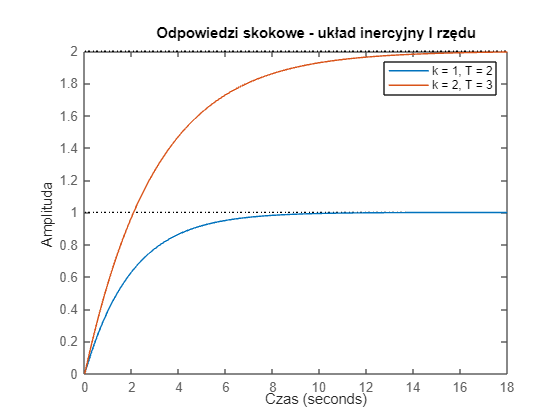 Odpowiedzi skokowe - układ inercyjny I rzędu
k = 1, T = 2
k = 2, T = 3
Amplituda
2
1.8
1.6
1.4
1.2
1
0.8
0.6
0.4
0.2
0
0 2 4 6 8 10 12 14 16 18
Czas (seconds)